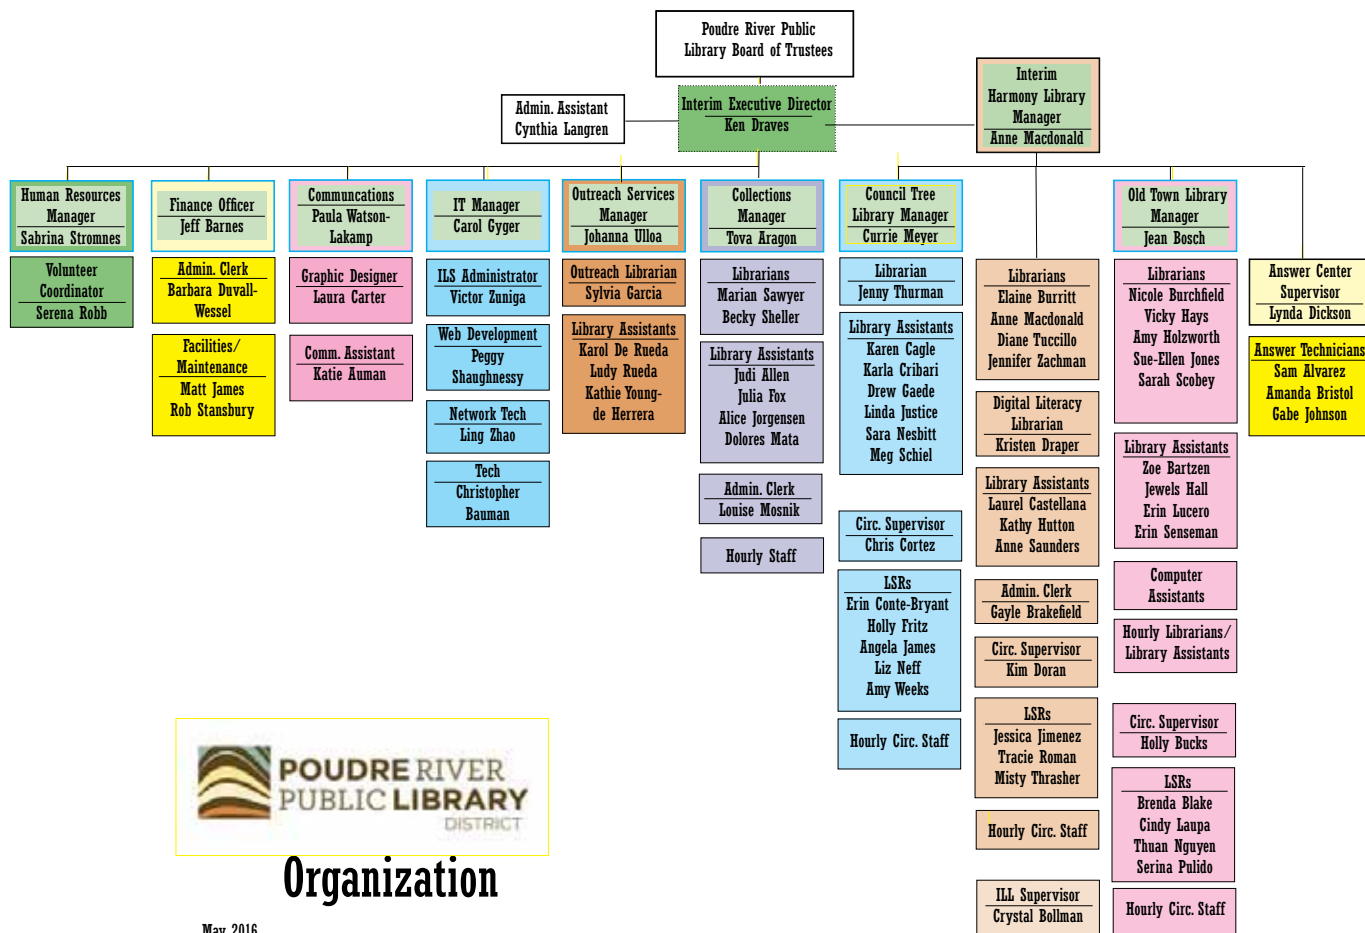 Poudre River Public
Library Board of Trustees
Interim
Harmony Library
Manager
Anne Macdonald
Admin. Assistant
Cynthia Langren
Interim Executive Director
Ken Draves
Human Resources
Manager
Sabrina Stromnes
Volunteer
Coordinator
Serena Robb
Finance Officer
Jeff Barnes
Admin. Clerk
Barbara Duvall-
Wessel
Facilities/
Maintenance
Matt James
Rob Stansbury
Communcations
Paula Watson-
Lakamp
Graphic Designer
Laura Carter
Comm. Assistant
Katie Auman
IT Manager
Carol Gyger
ILS Administrator
Victor Zuniga
Web Development
Peggy
Shaughnessy
Network Tech
Ling Zhao
Tech
Christopher
Bauman
Outreach Services
Manager
Johanna Ulloa
Outreach Librarian
Sylvia Garcia
Library Assistants
Karol De Rueda
Ludy Rueda
Kathie Young-
de Herrera
Collections
Manager
Tova Aragon
Librarians
Marian Sawyer
Becky Sheller
Library Assistants
Judi Allen
Julia Fox
Alice Jorgensen
Dolores Mata
Admin. Clerk
Louise Mosnik
Hourly Staff
Council Tree
Library Manager
Currie Meyer
Librarian
Jenny Thurman
Library Assistants
Karen Cagle
Karla Cribari
Drew Gaede
Linda Justice
Sara Nesbitt
Meg Schiel
Circ. Supervisor
Chris Cortez
LSRs
Erin Conte-Bryant
Holly Fritz
Angela James
Liz Neff
Amy Weeks
Hourly Circ. Staff
Librarians
Elaine Burritt
Anne Macdonald
Diane Tuccillo
Jennifer Zachman
Digital Literacy
Librarian
Kristen Draper
Library Assistants
Laurel Castellana
Kathy Hutton
Anne Saunders
Admin. Clerk
Gayle Brakefield
Circ. Supervisor
Kim Doran
LSRs
Jessica Jimenez
Tracie Roman
Misty Thrasher
Hourly Circ. Staff
ILL Supervisor
Crystal Bollman
Old Town Library
Manager
Jean Bosch
Librarians
Nicole Burchfield
Vicky Hays
Amy Holzworth
Sue-Ellen Jones
Sarah Scobey
Library Assistants
Zoe Bartzen
Jewels Hall
Erin Lucero
Erin Senseman
Computer
Assistants
Hourly Librarians/
Library Assistants
Circ. Supervisor
Holly Bucks
LSRs
Brenda Blake
Cindy Laupa
Thuan Nguyen
Serina Pulido
Hourly Circ. Staff
Answer Center
Supervisor
Lynda Dickson
Answer Technicians
Sam Alvarez
Amanda Bristol
Gabe Johnson
POUDRE RIVER
PUBLIC LIBRARY
DISTRICT
Organization
May 2016